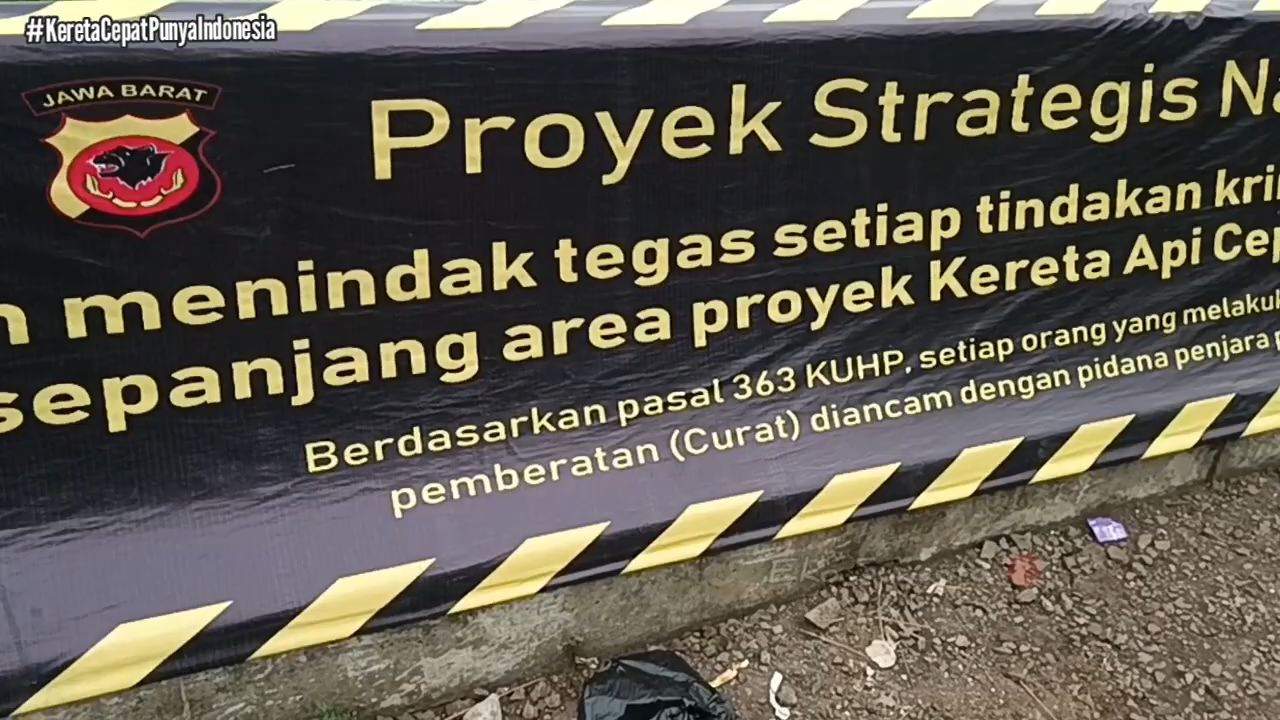 #KeretaCepatPunyaIndonesia
JAWA BARAT
Proyek Strategis
menindak tegas setiap tindakan
sepanjang area proyek Kereta Api
Berdasarkan pasal 363 KUHP, setiap orang yang
pemberatan (Curat) diancam dengan pidana penjara